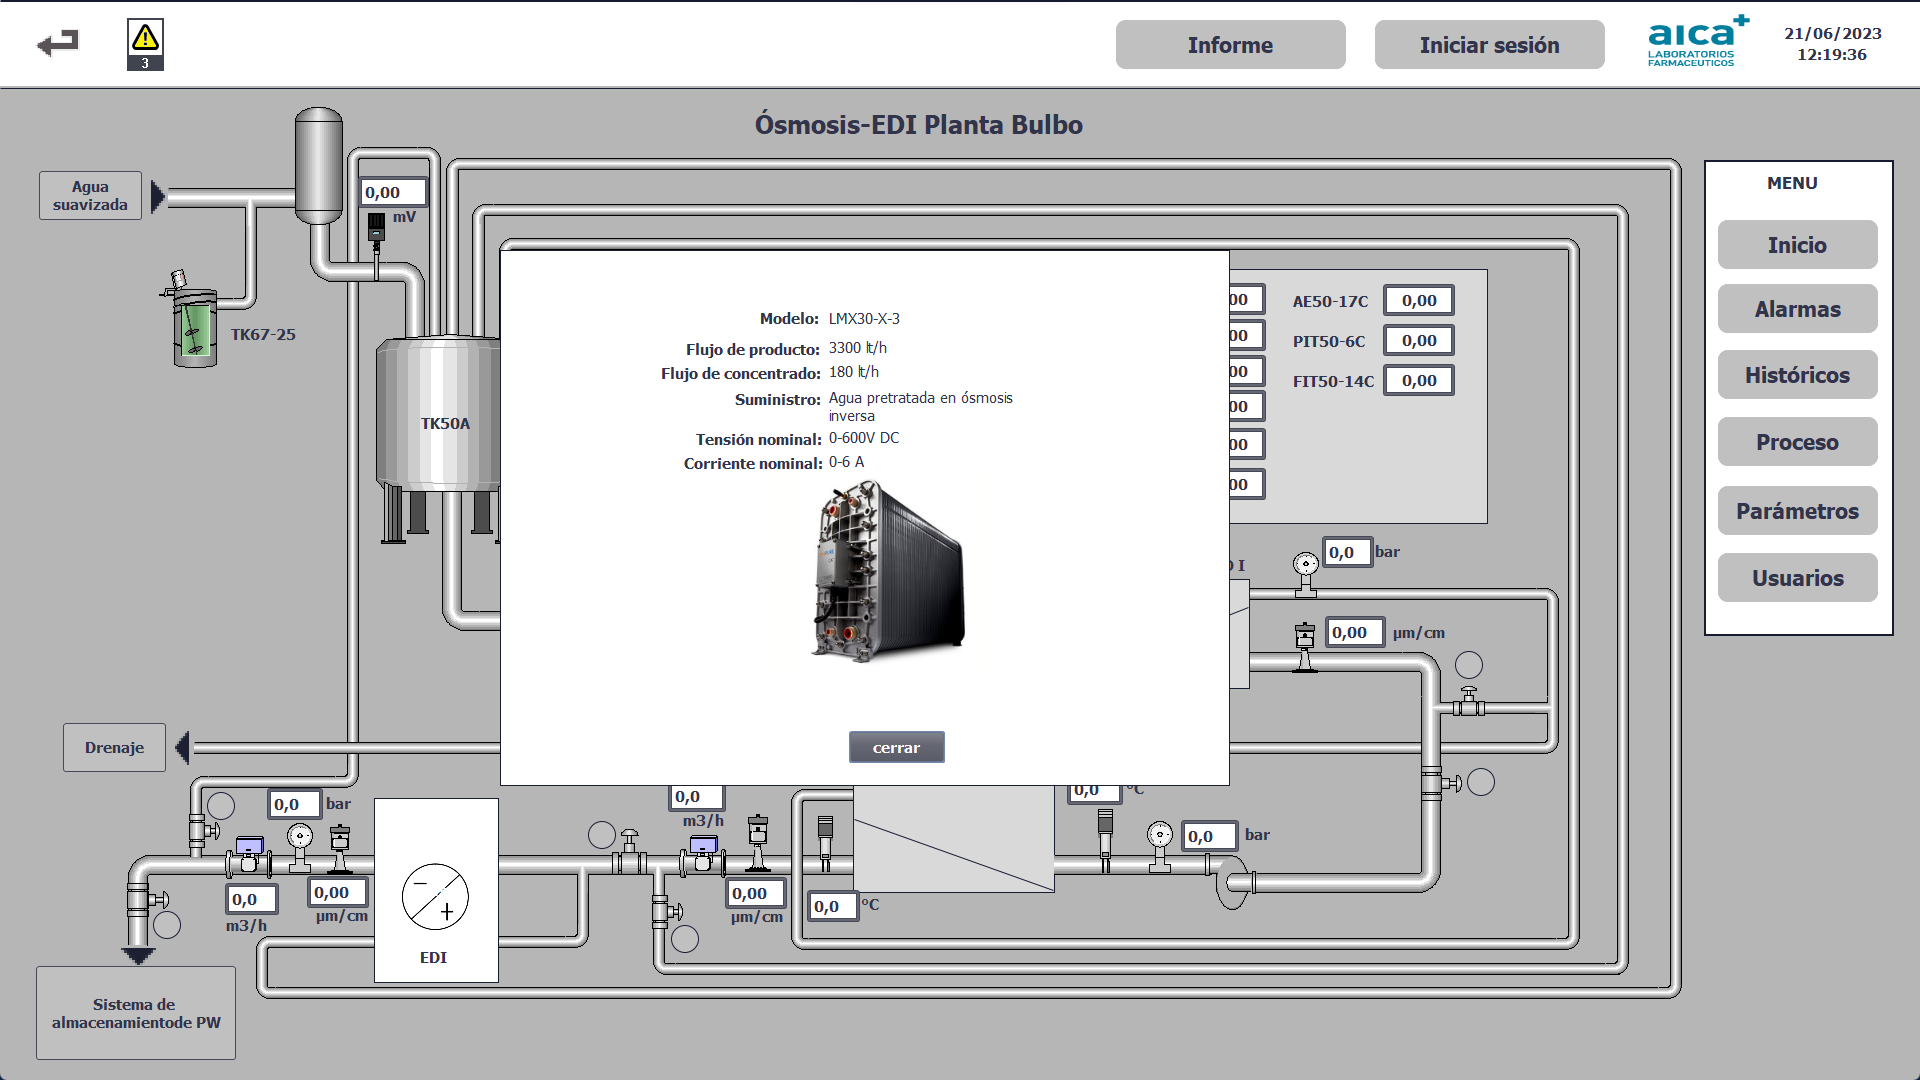 3
Informe
Iniciar sesión
aica+
LABORATORIOS
FARMACEUTICOS
21/06/2023
12:19:36
Ósmosis-EDI Planta Bulbo
Agua
suavizada
0,00
mV
TK67-25
TK50A
MENU
Inicio
Alarmas
Históricos
Proceso
Parámetros
Usuarios
Modelo: LMX30-X-3
Flujo de producto: 3300 lt/h
Flujo de concentrado: 180 lt/h
Suministro: Agua pretratada en ósmosis
inversa
Tensión nominal: 0-600V DC
Corriente nominal: 0-6 A
cerrar
00
00
00
00
00
00
AE50-17C 0,00
PIT50-6C 0,00
FIT50-14C 0,00
I
0,0 bar
0,00 µm/cm
Drenaje
0,0 bar
0,0
m3/h
0,00
µm/cm
EDI
0,0
m3/h
0,00
µm/cm
0,0 °C
0,0 °C
0,0 bar
Sistema de
almacenamientode PW